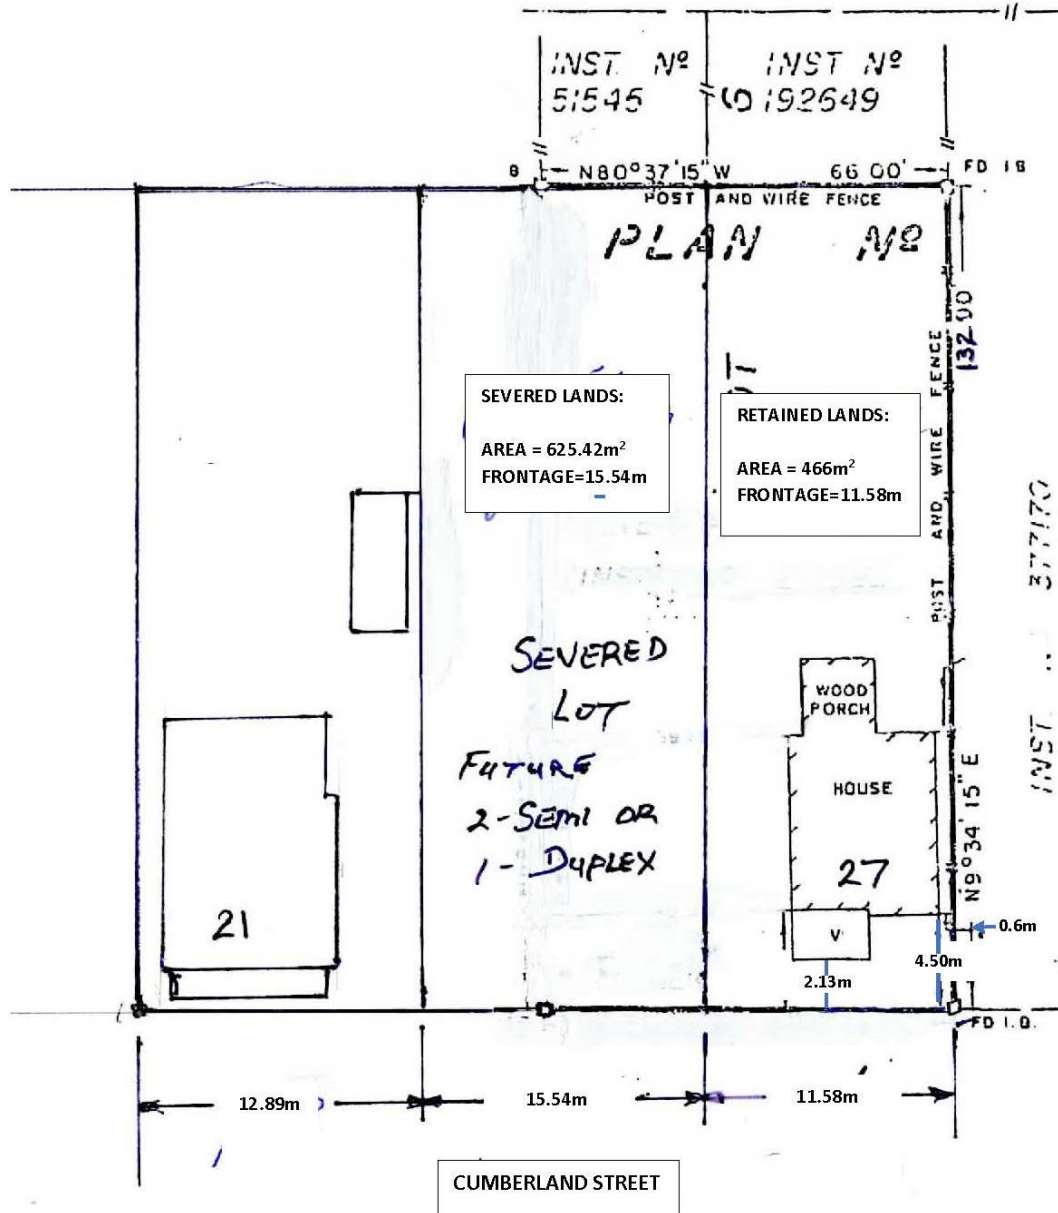 INST. Nº
51545
INST Nº
192649
B
N80°37'15"W
66 00'
FD IB
POST AND WIRE FENCE
PLAN Nº
132.00
POST AND WIRE FENCE
SEVERED LANDS:
AREA = 625.42m²
FRONTAGE=15.54m
RETAINED LANDS:
AREA = 466m²
FRONTAGE=11.58m
INST
SEVERED
LOT
FUTURE
2-SEMI OR
1- DUPLEX
WOOD
PORCH
HOUSE
27
N9°34'15"E
21
V
0.6m
4.50m
2.13m
FD I.B.
12.89m
15.54m
11.58m
CUMBERLAND STREET